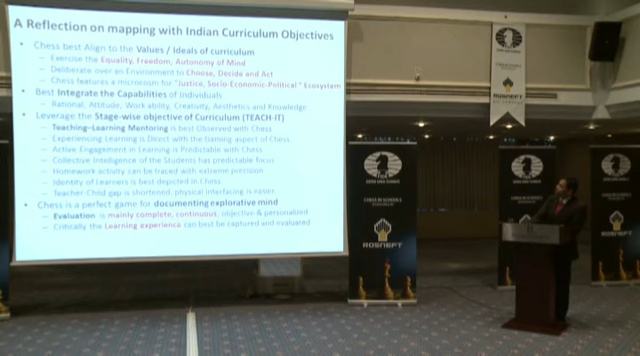 A Reflection on mapping with Indian Curriculum Objectives
• Chess best Align to the Values / Ideals of curriculum
– Exercise the Equality, Freedom, Autonomy of Mind
– Deliberate over an Environment to Choose, Decide and Act
– Chess features a microcosm for "Justice, Socio-Economic-Political" Ecosystem
• Best Integrate the Capabilities of Individuals
– Rational, Attitude, Work ability, Creativity, Aesthetics and Knowledge
• Leverage the Stage-wise objective of Curriculum (TEACH-IT)
– Teaching–Learning Mentoring is best Observed with Chess
– Experiencing Learning is Direct with the Gaming aspect of Chess
– Active Engagement in Learning is Predictable with Chess
– Collective Intelligence of the Students has predictable focus
– Homework activity can be traced with extreme precision
– Identity of Learners is best depicted in Chess
– Teacher-Child gap is shortened, physical interfacing is easier
• Chess is a perfect game for documenting explorative mind
– Evaluation is mainly complete, continuous, objective & personalized
– Critically the Learning experience can best be captured and evaluated
ROSNEFT
CHESS IN SCHOOLS
ROSNEFT